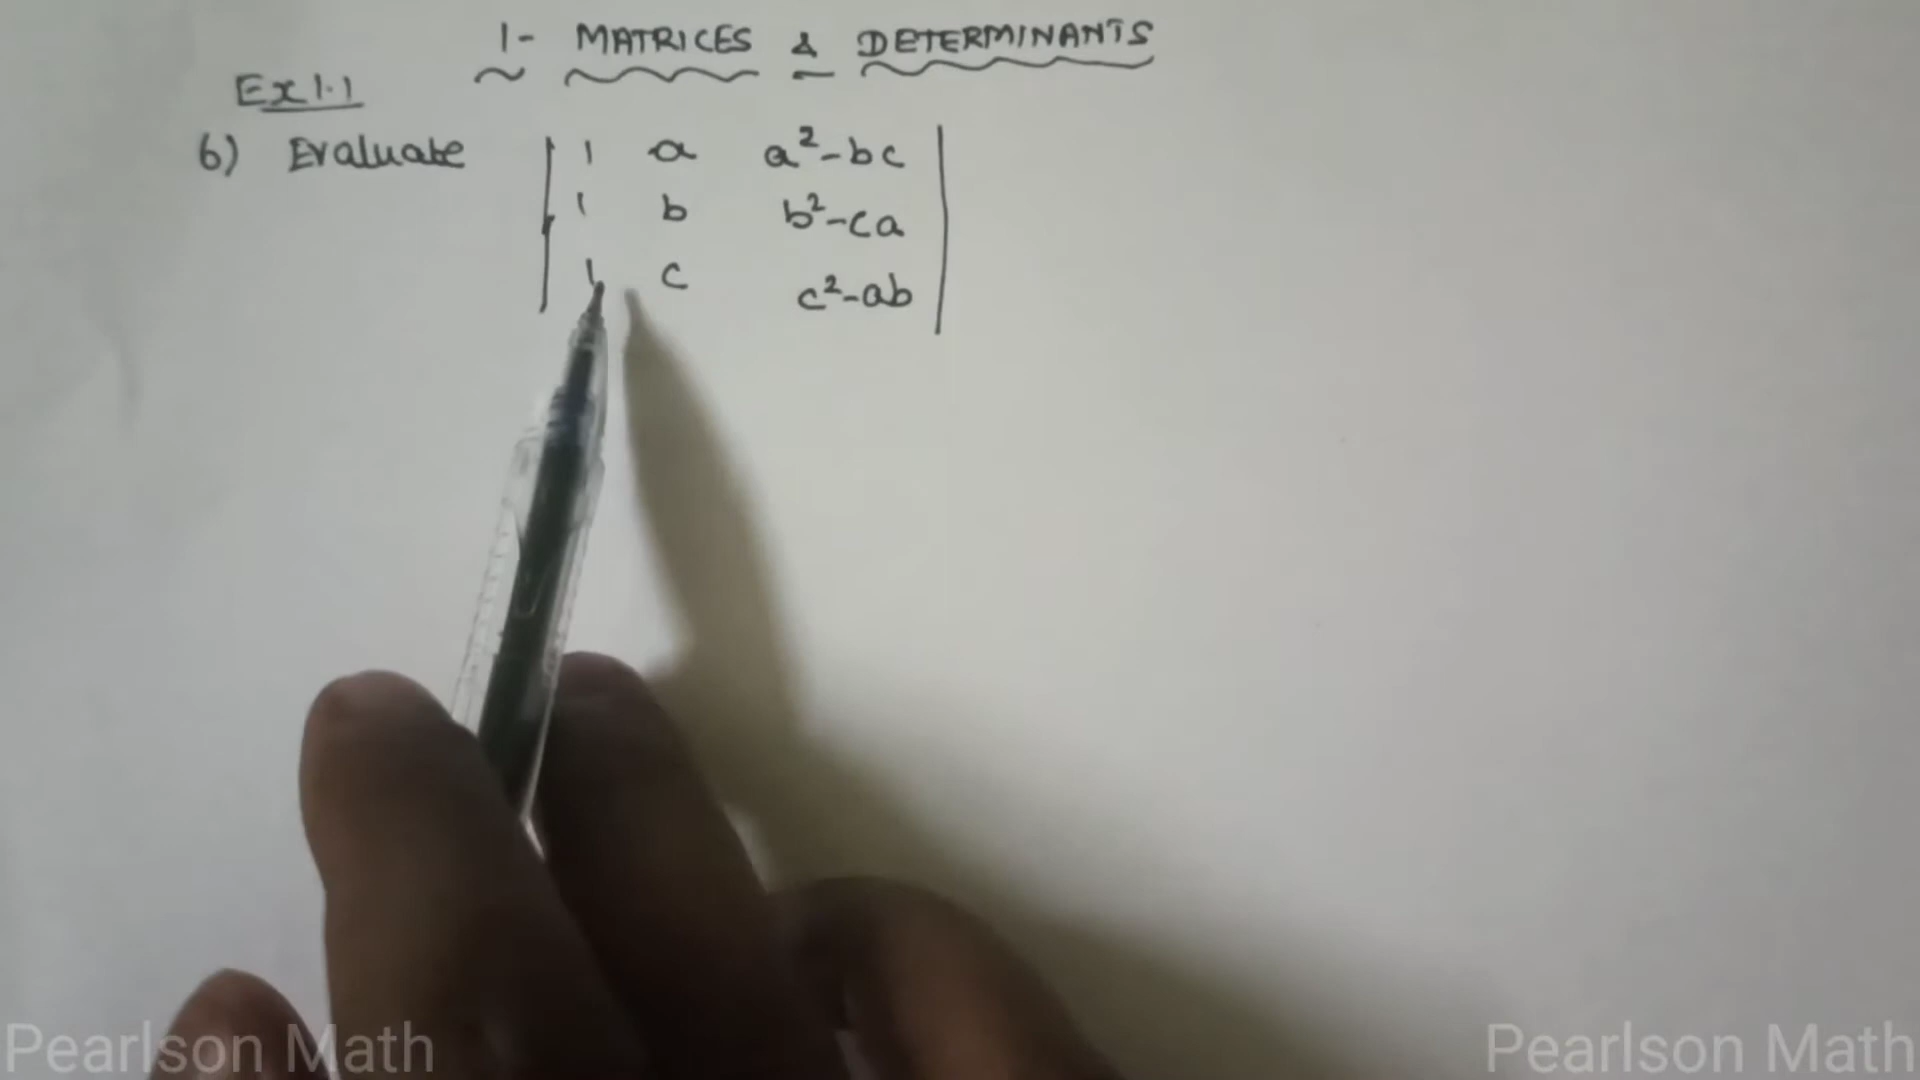 1- MATRICES & DETERMINANTS
Ex 1.1
6) Evaluate | 1 a a²-bc |
1 b b²-ca
1 c c²-ab
Pearlson Math Pearlson Math